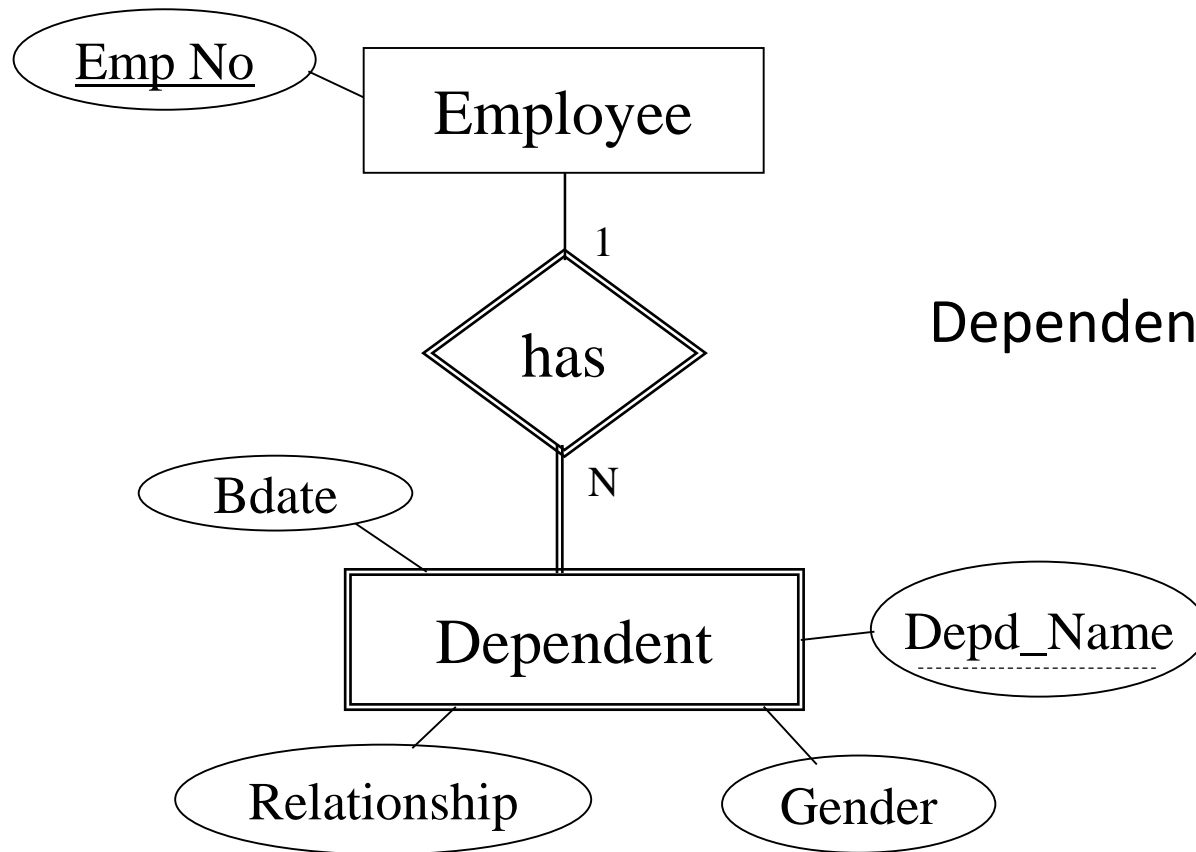 Emp No
Employee
1
has
Dependen
N
Bdate
Dependent
Depd_Name
Relationship
Gender